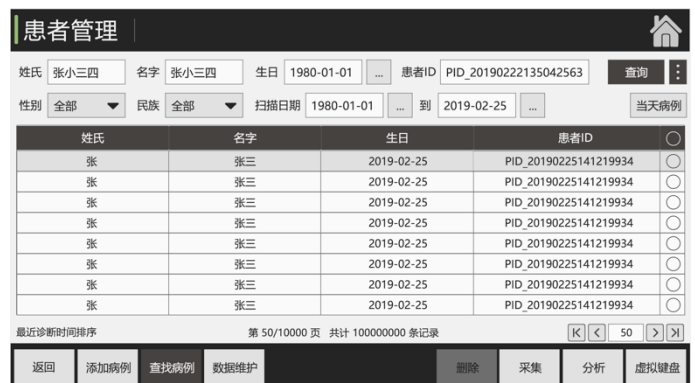 患者管理
姓氏 张小三四 名字 张小三四 生日 1980-01-01 ... 患者ID PID_20190222135042563 查询
性别 全部 民族 全部 扫描日期 1980-01-01 ... 到 2019-02-25 ... 当天病例
姓氏 名字 生日 患者ID
张 张三 2019-02-25 PID_20190225141219934
张 张三 2019-02-25 PID_20190225141219934
张 张三 2019-02-25 PID_20190225141219934
张 张三 2019-02-25 PID_20190225141219934
张 张三 2019-02-25 PID_20190225141219934
张 张三 2019-02-25 PID_20190225141219934
张 张三 2019-02-25 PID_20190225141219934
张 张三 2019-02-25 PID_20190225141219934
最近诊断时间排序 第 50/10000 页 共计 100000000 条记录 50
返回 添加病例 查找病例 数据维护 删除 采集 分析 虚拟键盘